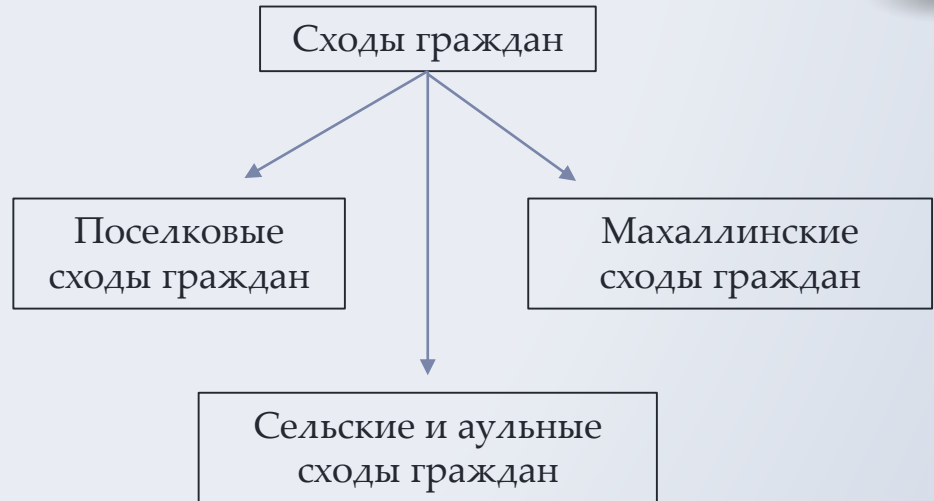 Сходы граждан
Поселковые
сходы граждан
Махаллинские
сходы граждан
Сельские и аульные
сходы граждан